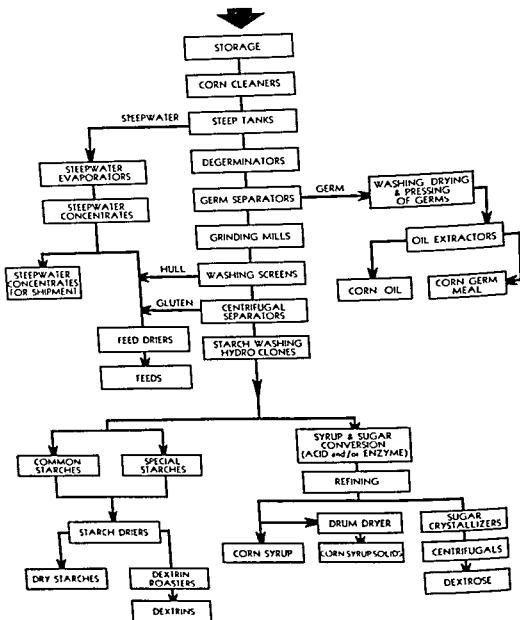 STORAGE
CORN CLEANERS
STEEPWATER
STEEP TANKS
DEGERMINATORS
STEEPWATER
EVAPORATORS
GERM SEPARATORS
GERM
WASHING DRYING
& PRESSING
OF GERMS
STEEPWATER
CONCENTRATES
GRINDING MILLS
OIL EXTRACTORS
HULL
WASHING SCREENS
STEEPWATER
CONCENTRATES
FOR SHIPMENT
CORN OIL
CORN GERM
MEAL
GLUTEN
CENTRIFUGAL
SEPARATORS
FEED DRIERS
STARCH WASHING
HYDRO CLONES
FEEDS
SYRUP & SUGAR
CONVERSION
(ACID and/or ENZYME)
COMMON
STARCHES
SPECIAL
STARCHES
REFINING
STARCH DRIERS
DRUM DRYER
SUGAR
CRYSTALLIZERS
CORN SYRUP
CORN SYRUP SOLIDS
CENTRIFUGALS
DRY STARCHES
DEXTRIN
ROASTERS
DEXTROSE
DEXTRINS